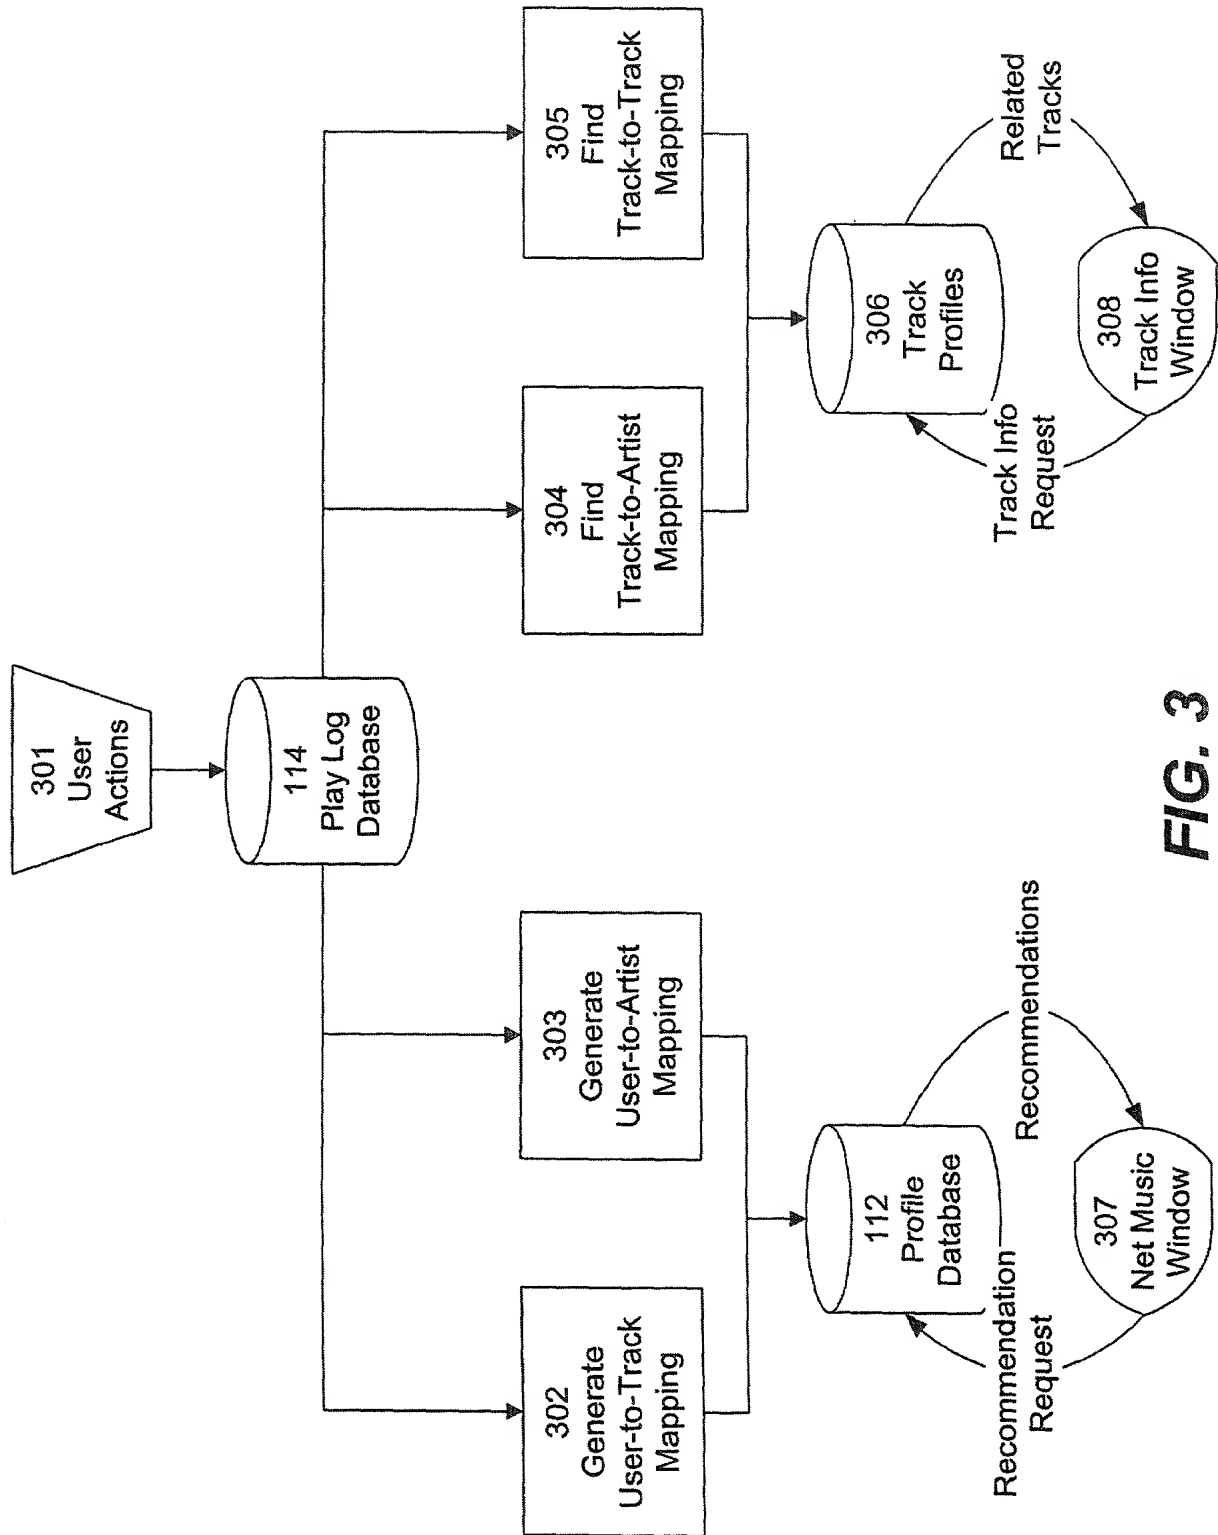 301
User
Actions
114
Play Log
Database
302
Generate
User-to-Track
Mapping
303
Generate
User-to-Artist
Mapping
304
Find
Track-to-Artist
Mapping
305
Find
Track-to-Track
Mapping
112
Profile
Database
306
Track
Profiles
Recommendation
Request
Recommendations
Track Info
Request
Related
Tracks
307
Net Music
Window
308
Track Info
Window
FIG. 3